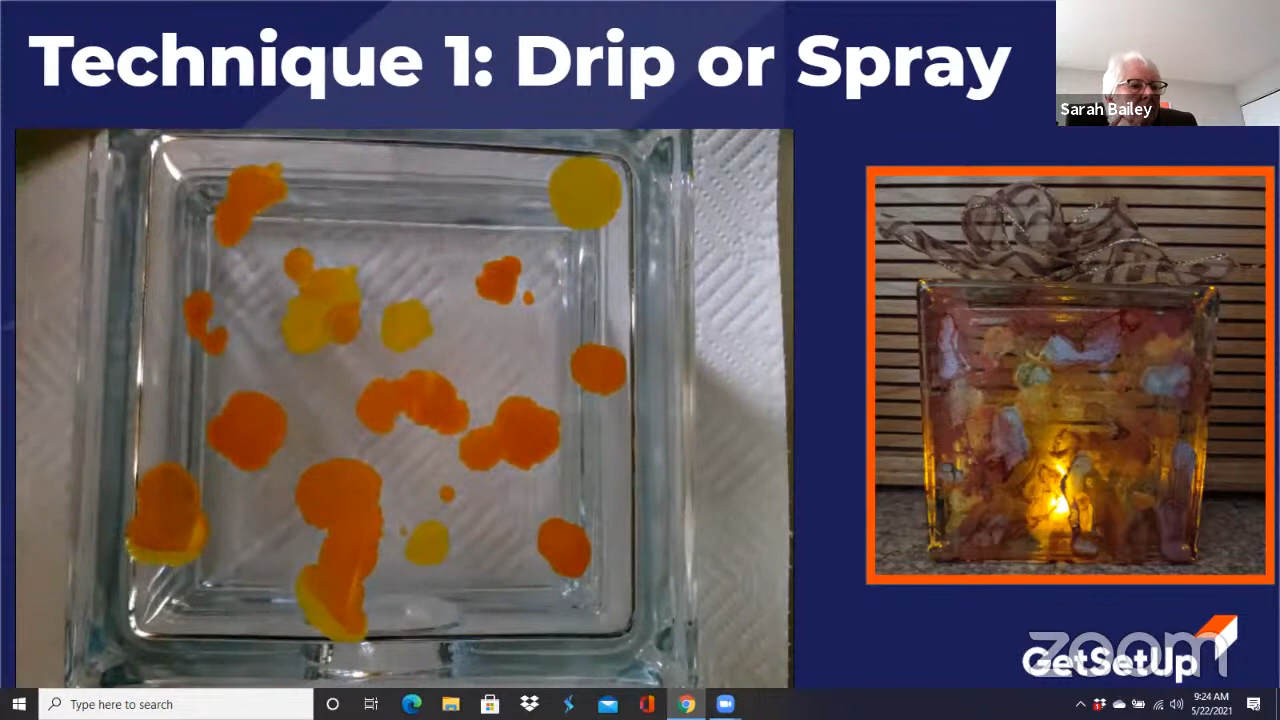 Technique 1: Drip or Spray
Sarah Bailey
zoom
GetSetUp
Type here to search
9:24 AM
5/22/2021